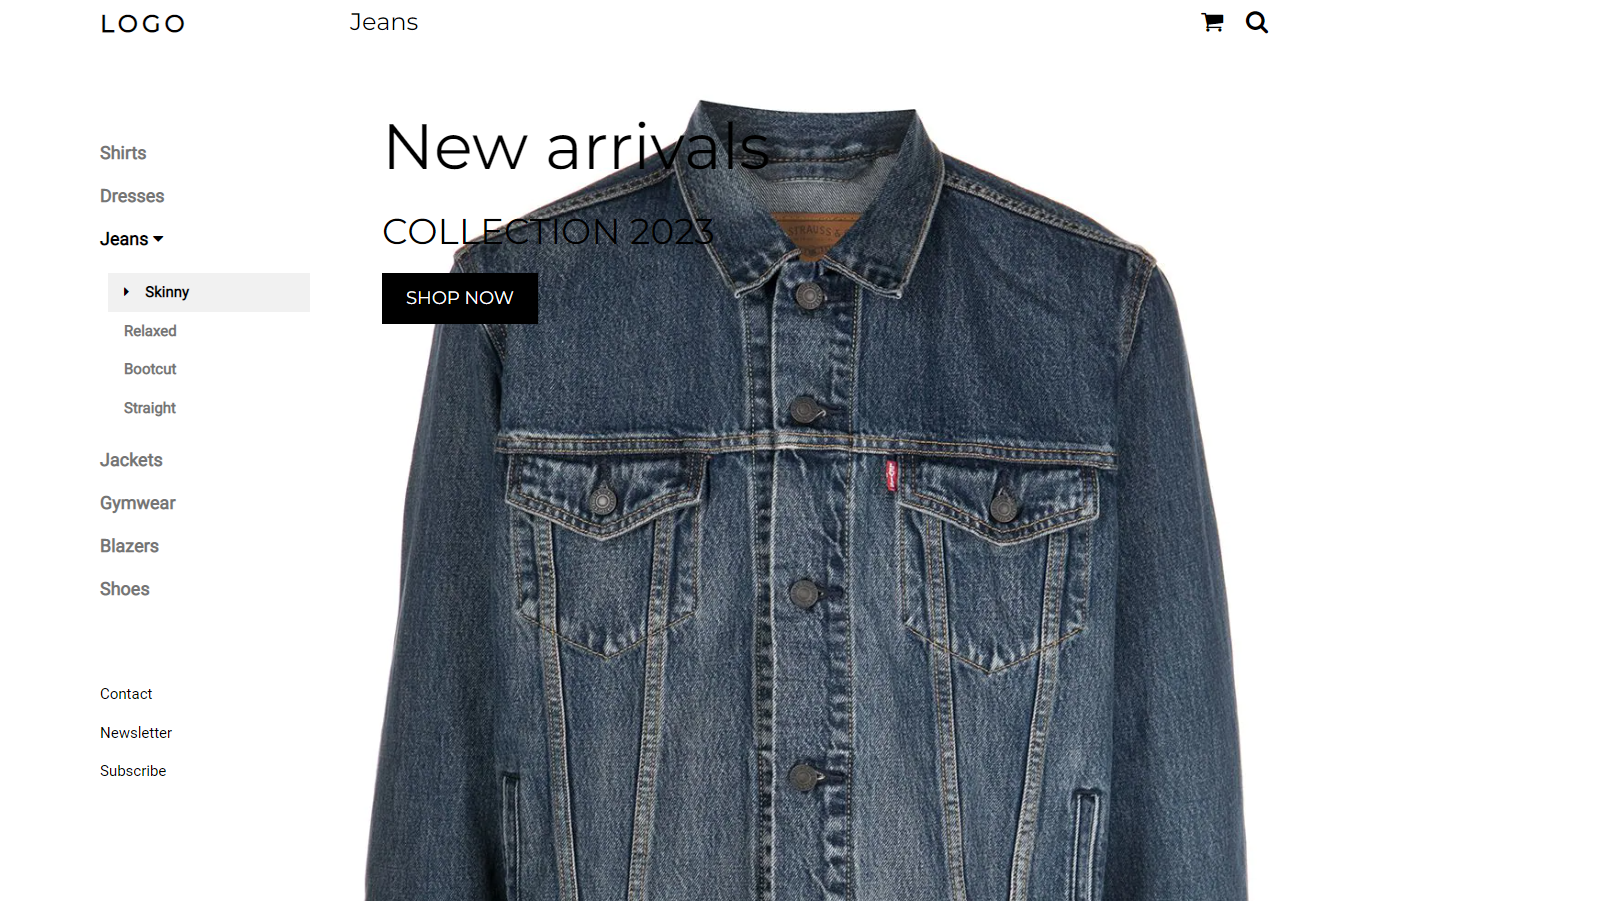 LOGO
Jeans
Shirts
Dresses
Jeans
Skinny
Relaxed
Bootcut
Straight
Jackets
Gymwear
Blazers
Shoes
Contact
Newsletter
Subscribe
New arrivals
COLLECTION 2023
SHOP NOW
STRAUSS &